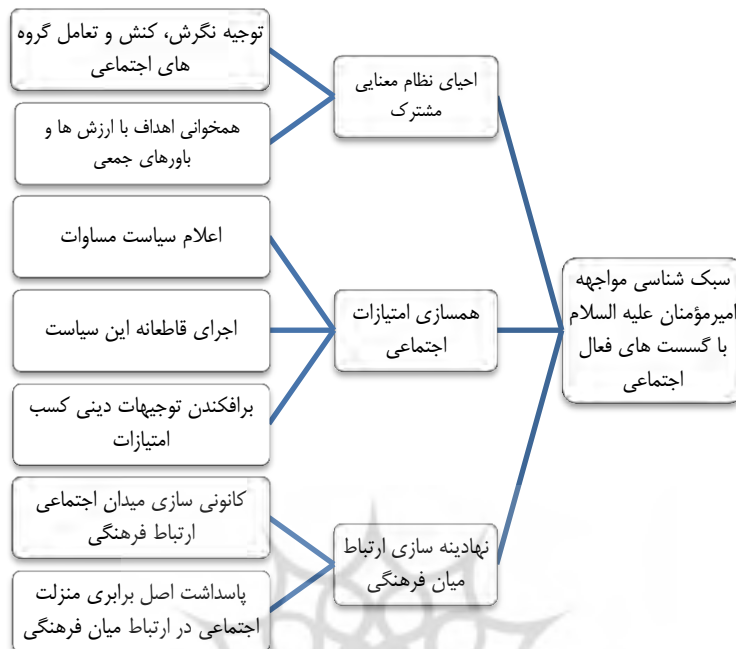 سبک شناسی مواجهه
امیرمؤمنان علیه السلام
با گسست های فعال
اجتماعی
احیای نظام معنایی
مشترک
توجیه نگرش، کنش و تعامل گروه
های اجتماعی
همخوانی اهداف با ارزش ها و
باورهای جمعی
همسازی امتیازات
اجتماعی
اعلام سیاست مساوات
اجرای قاطعانه این سیاست
برافکندن توجیهات دینی کسب
امتیازات
نهادینه سازی ارتباط
میان فرهنگی
کانونی سازی میدان اجتماعی
ارتباط فرهنگی
پاسداشت اصل برابری منزلت
اجتماعی در ارتباط میان فرهنگی